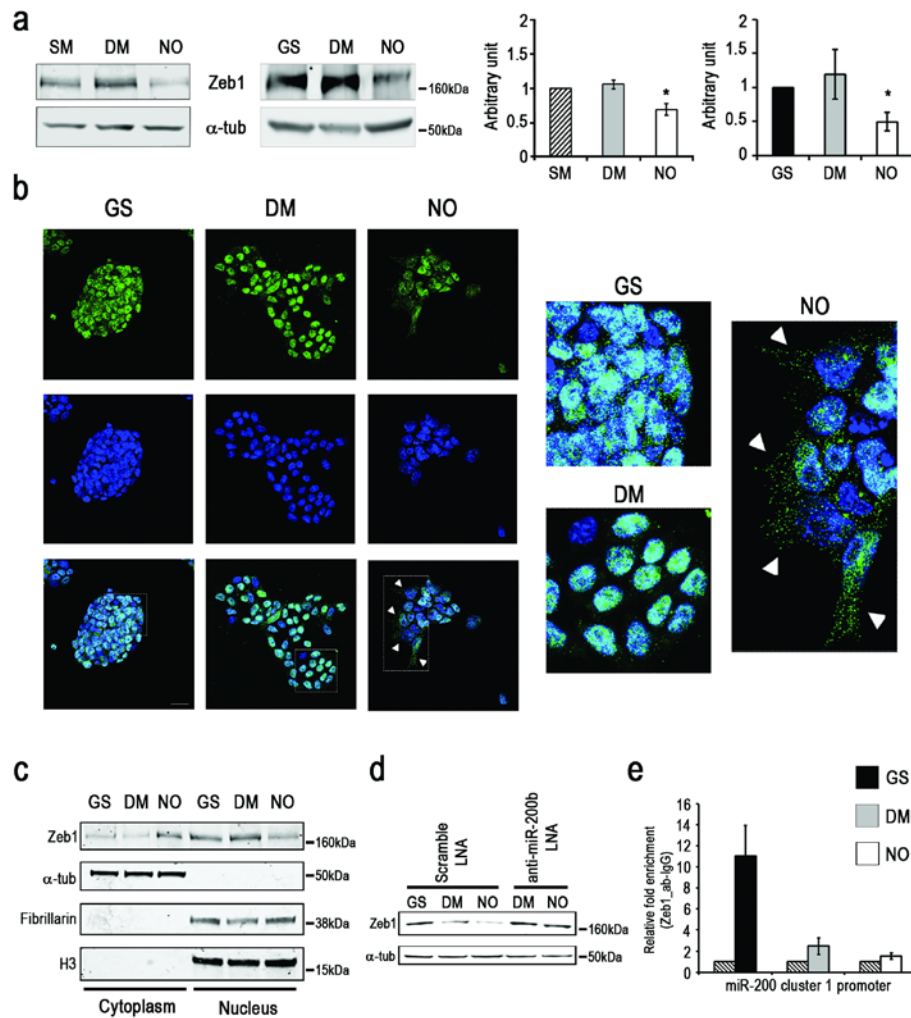 a
SM DM NO
GS DM NO
Zeb1
160kDa
α-tub
50kDa
Arbitrary unit
2
1.5
1
0.5
0
*
SM DM NO
Arbitrary unit
2
1.5
1
0.5
0
*
GS DM NO
b
GS DM NO
GS
DM
NO
c
GS DM NO GS DM NO
Zeb1
160kDa
α-tub
50kDa
Fibrillarin
38kDa
H3
15kDa
Cytoplasm Nucleus
d
Scramble LNA
anti-miR-200b LNA
GS DM NO DM NO
Zeb1
160kDa
α-tub
50kDa
e
Relative fold enrichment
(Zeb1_ab-IgG)
16
14
12
10
8
6
4
2
0
miR-200 cluster 1 promoter
GS
DM
NO